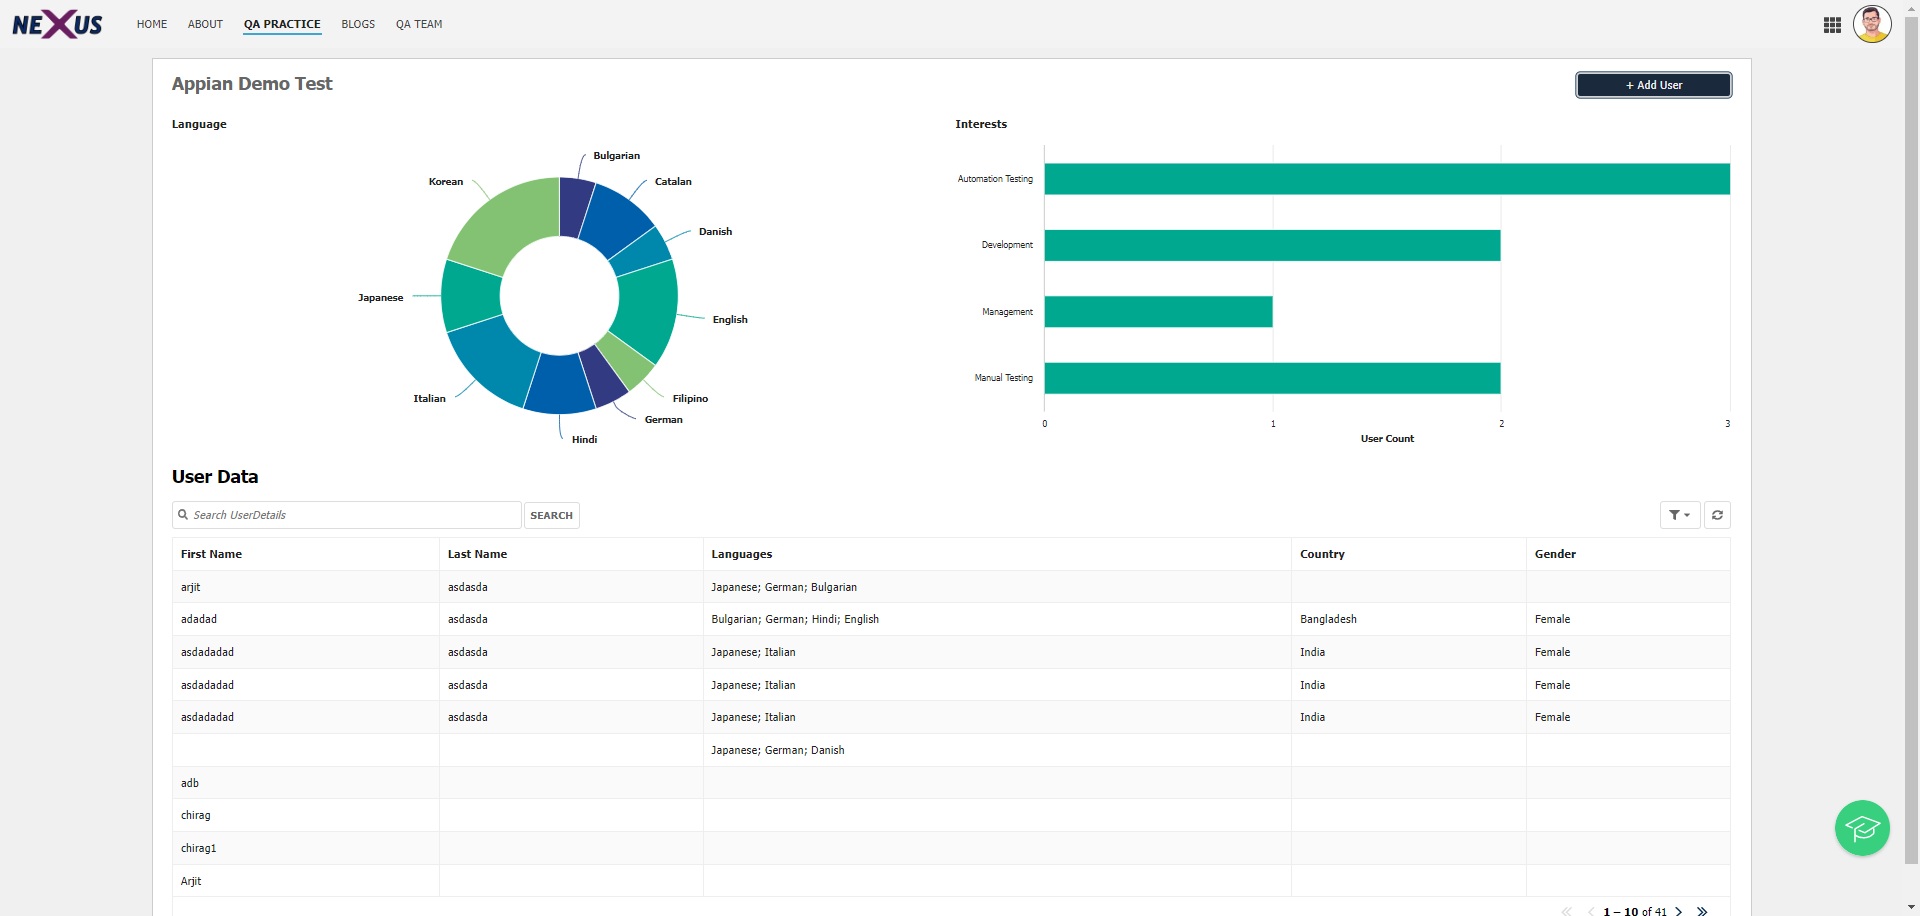 NEXUS
HOME ABOUT QA PRACTICE BLOGS QA TEAM
Appian Demo Test
+ Add User
Language
Bulgarian
Catalan
Danish
English
Filipino
German
Hindi
Italian
Japanese
Korean
Interests
Automation Testing
Development
Management
Manual Testing
0 1 2 3
User Count
User Data
Search UserDetails SEARCH
First Name Last Name Languages Country Gender
arjit asdasda Japanese; German; Bulgarian
adadad asdasda Bulgarian; German; Hindi; English Bangladesh Female
asdadadad asdasda Japanese; Italian India Female
asdadadad asdasda Japanese; Italian India Female
asdadadad asdasda Japanese; Italian India Female
Japanese; German; Danish
adb
chirag
chirag1
Arjit
1 – 10 of 41